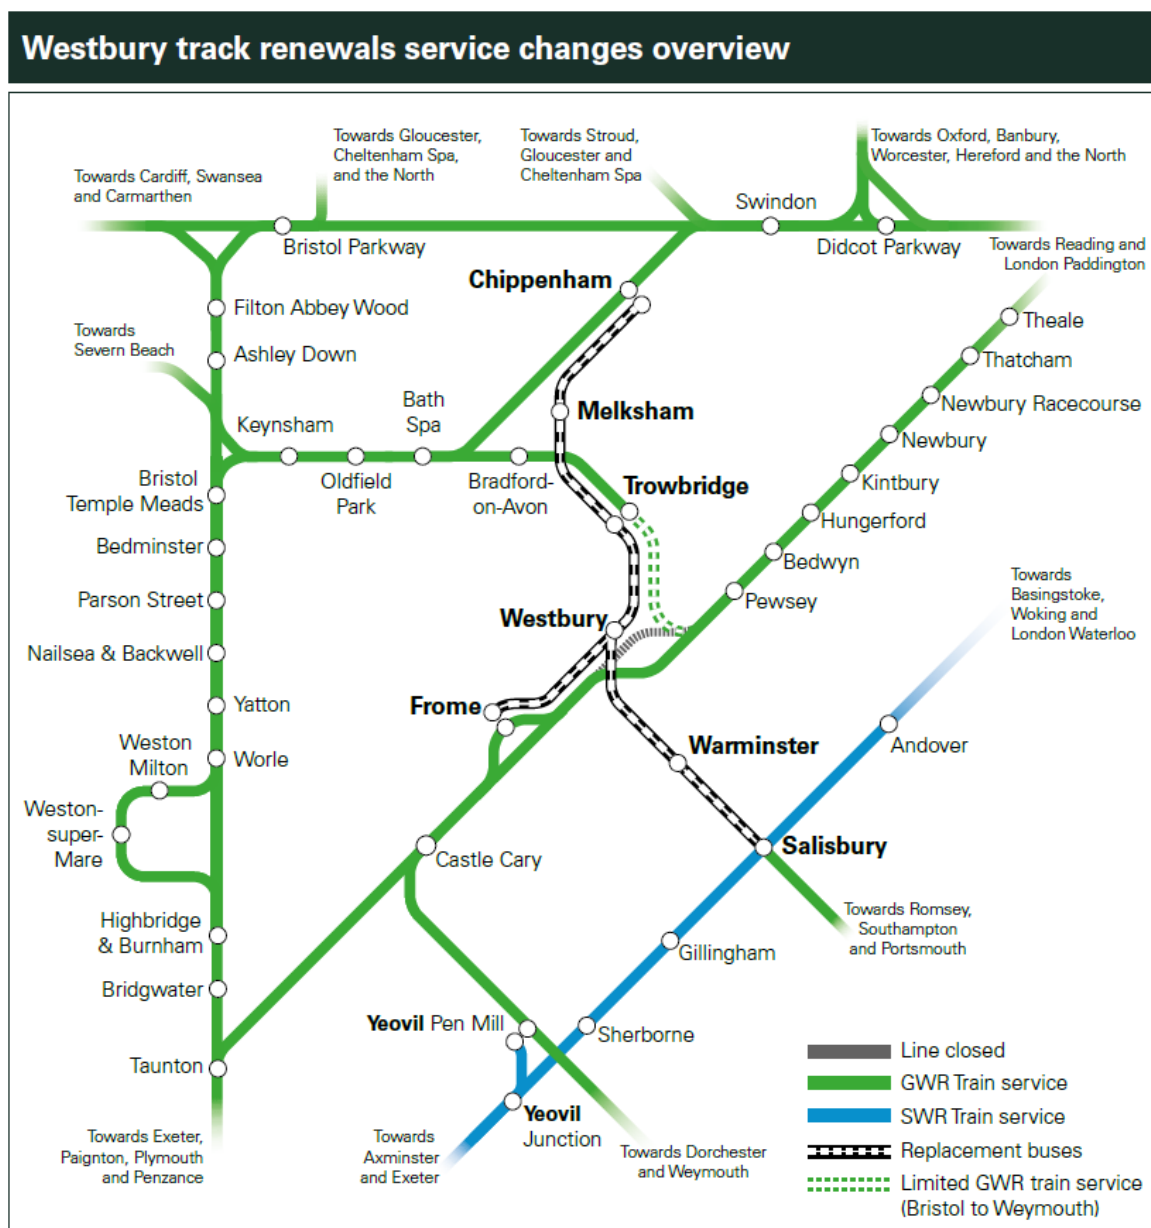 Westbury track renewals service changes overview
Towards Gloucester,
Cheltenham Spa,
and the North
Towards Stroud,
Gloucester and
Cheltenham Spa
Towards Oxford, Banbury,
Worcester, Hereford and the North
Towards Cardiff, Swansea
and Carmarthen
Swindon
Bristol Parkway
Didcot Parkway
Towards Reading and
London Paddington
Chippenham
Filton Abbey Wood
Theale
Towards
Severn Beach
Ashley Down
Thatcham
Melksham
Newbury Racecourse
Keynsham
Bath
Spa
Newbury
Bristol
Temple Meads
Oldfield
Park
Bradford-
on-Avon
Trowbridge
Kintbury
Hungerford
Bedminster
Bedwyn
Parson Street
Pewsey
Towards
Basingstoke,
Woking and
London Waterloo
Westbury
Nailsea & Backwell
Yatton
Frome
Weston
Milton
Worle
Warminster
Andover
Weston-
super-
Mare
Castle Cary
Salisbury
Highbridge
& Burnham
Towards Romsey,
Southampton
and Portsmouth
Gillingham
Bridgwater
Yeovil Pen Mill
Sherborne
Taunton
Yeovil
Junction
Towards Exeter,
Paignton, Plymouth
and Penzance
Towards
Axminster
and Exeter
Towards Dorchester
and Weymouth
Line closed
GWR Train service
SWR Train service
Replacement buses
Limited GWR train service
(Bristol to Weymouth)